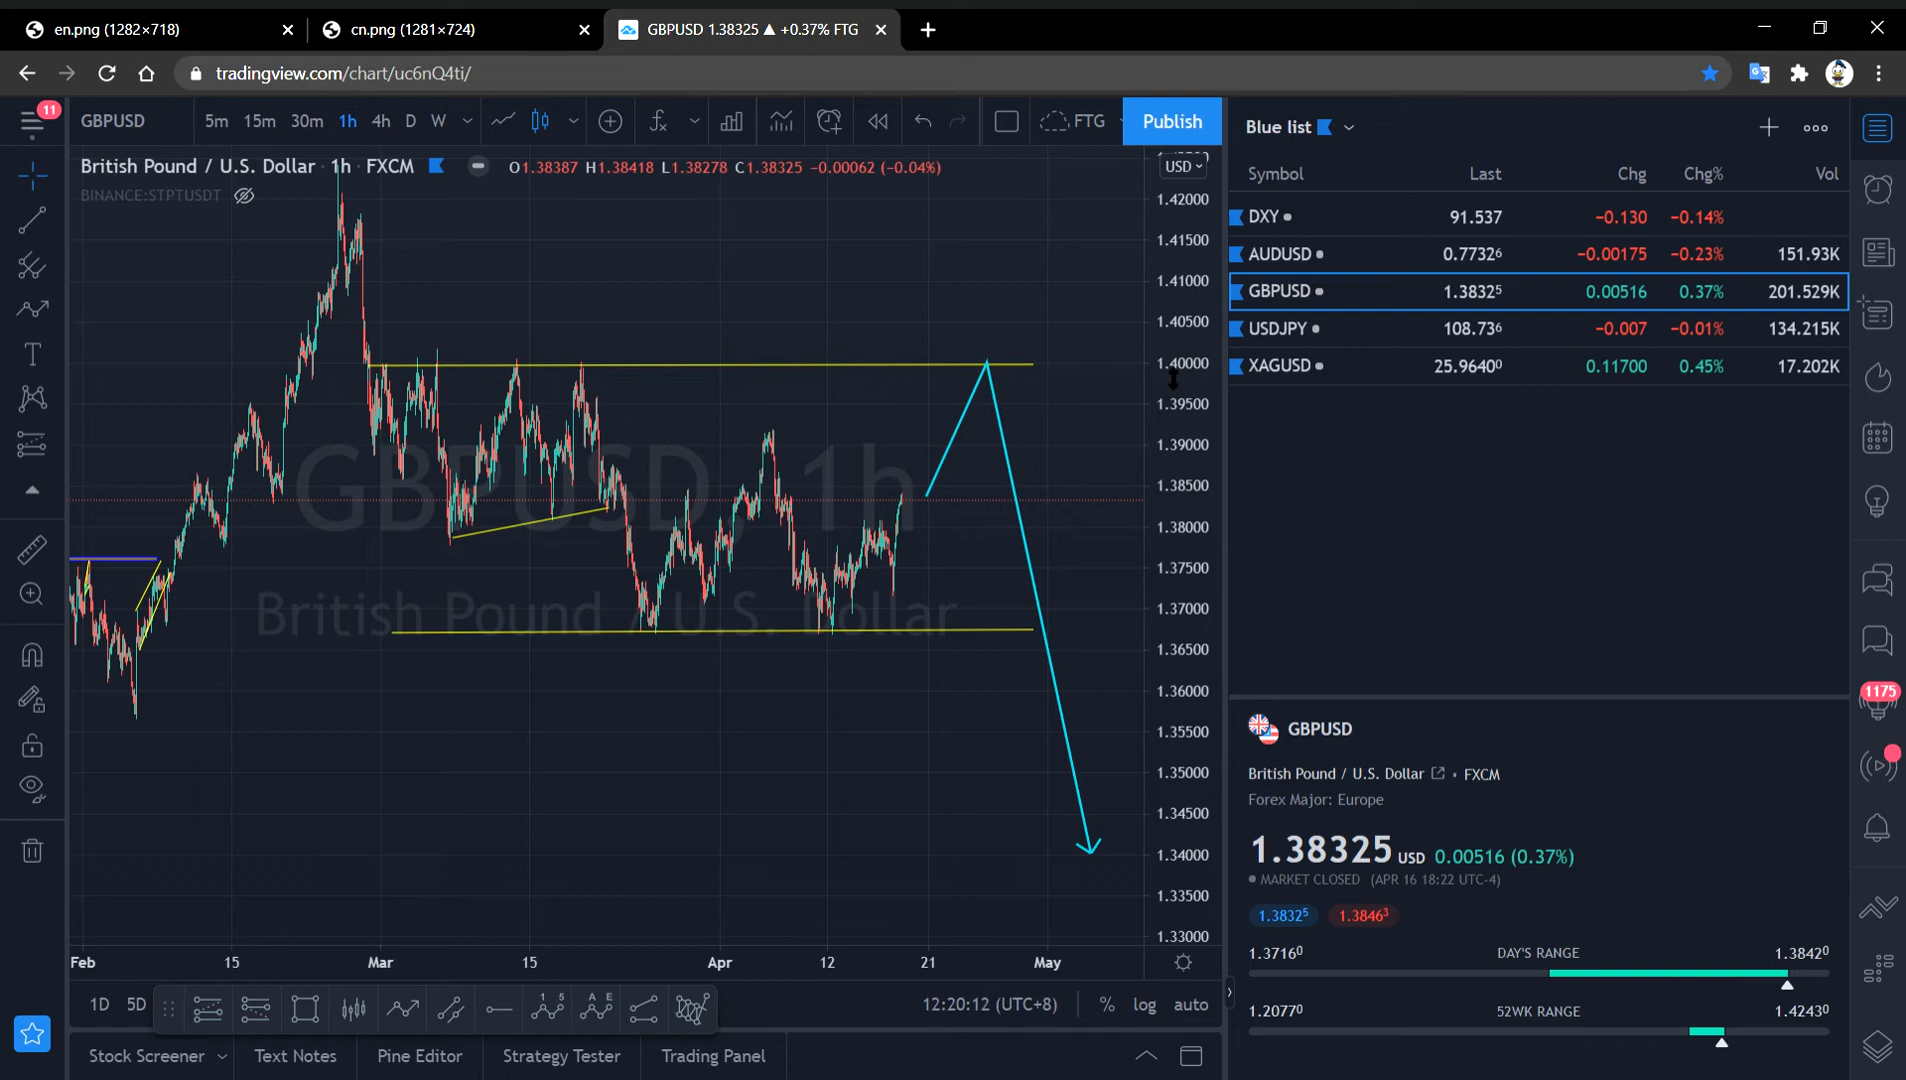 en.png (1282×718)
cn.png (1281×724)
GBPUSD 1.38325 ▲ +0.37% FTG
tradingview.com/chart/uc6nQ4ti/
11
GBPUSD 5m 15m 30m 1h 4h D W FTG Publish
British Pound / U.S. Dollar · 1h · FXCM O1.38387 H1.38418 L1.38278 C1.38325 −0.00062 (−0.04%)
BINANCE:STPTUSDT
USD
1.42000
1.41500
1.41000
1.40500
1.40000
1.39500
1.39000
1.38500
1.38000
1.37500
1.37000
1.36500
1.36000
1.35500
1.35000
1.34500
1.34000
1.33500
1.33000
GBPUSD, 1h
British Pound / U.S. Dollar
Feb 15 Mar 15 Apr 12 21 May
1D 5D 12:20:12 (UTC+8) % log auto
Stock Screener Text Notes Pine Editor Strategy Tester Trading Panel
Blue list
Symbol Last Chg Chg% Vol
DXY 91.537 −0.130 −0.14%
AUDUSD 0.77326 −0.00175 −0.23% 151.93K
GBPUSD 1.38325 0.00516 0.37% 201.529K
USDJPY 108.736 −0.007 −0.01% 134.215K
XAGUSD 25.9640 0.11700 0.45% 17.202K
GBPUSD
British Pound / U.S. Dollar · FXCM
Forex Major: Europe
1.38325 USD 0.00516 (0.37%)
MARKET CLOSED (APR 16 18:22 UTC-4)
1.38325 1.38463
1.37160 DAY'S RANGE 1.38420
1.20770 52WK RANGE 1.42430
1175